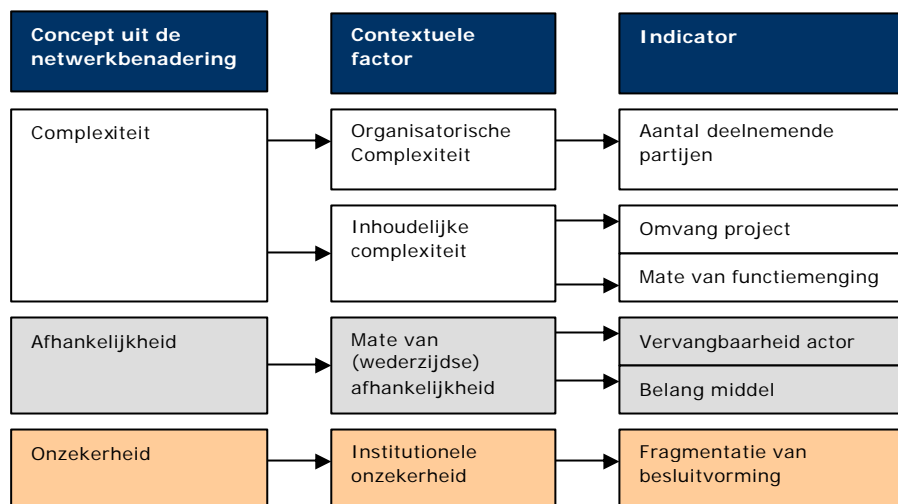 Concept uit de
netwerkbenadering
Contextuele
factor
Indicator
Complexiteit
Organisatorische
Complexiteit
Aantal deelnemende
partijen
Inhoudelijke
complexiteit
Omvang project
Mate van functiemenging
Afhankelijkheid
Mate van
(wederzijdse)
afhankelijkheid
Vervangbaarheid actor
Belang middel
Onzekerheid
Institutionele
onzekerheid
Fragmentatie van
besluitvorming